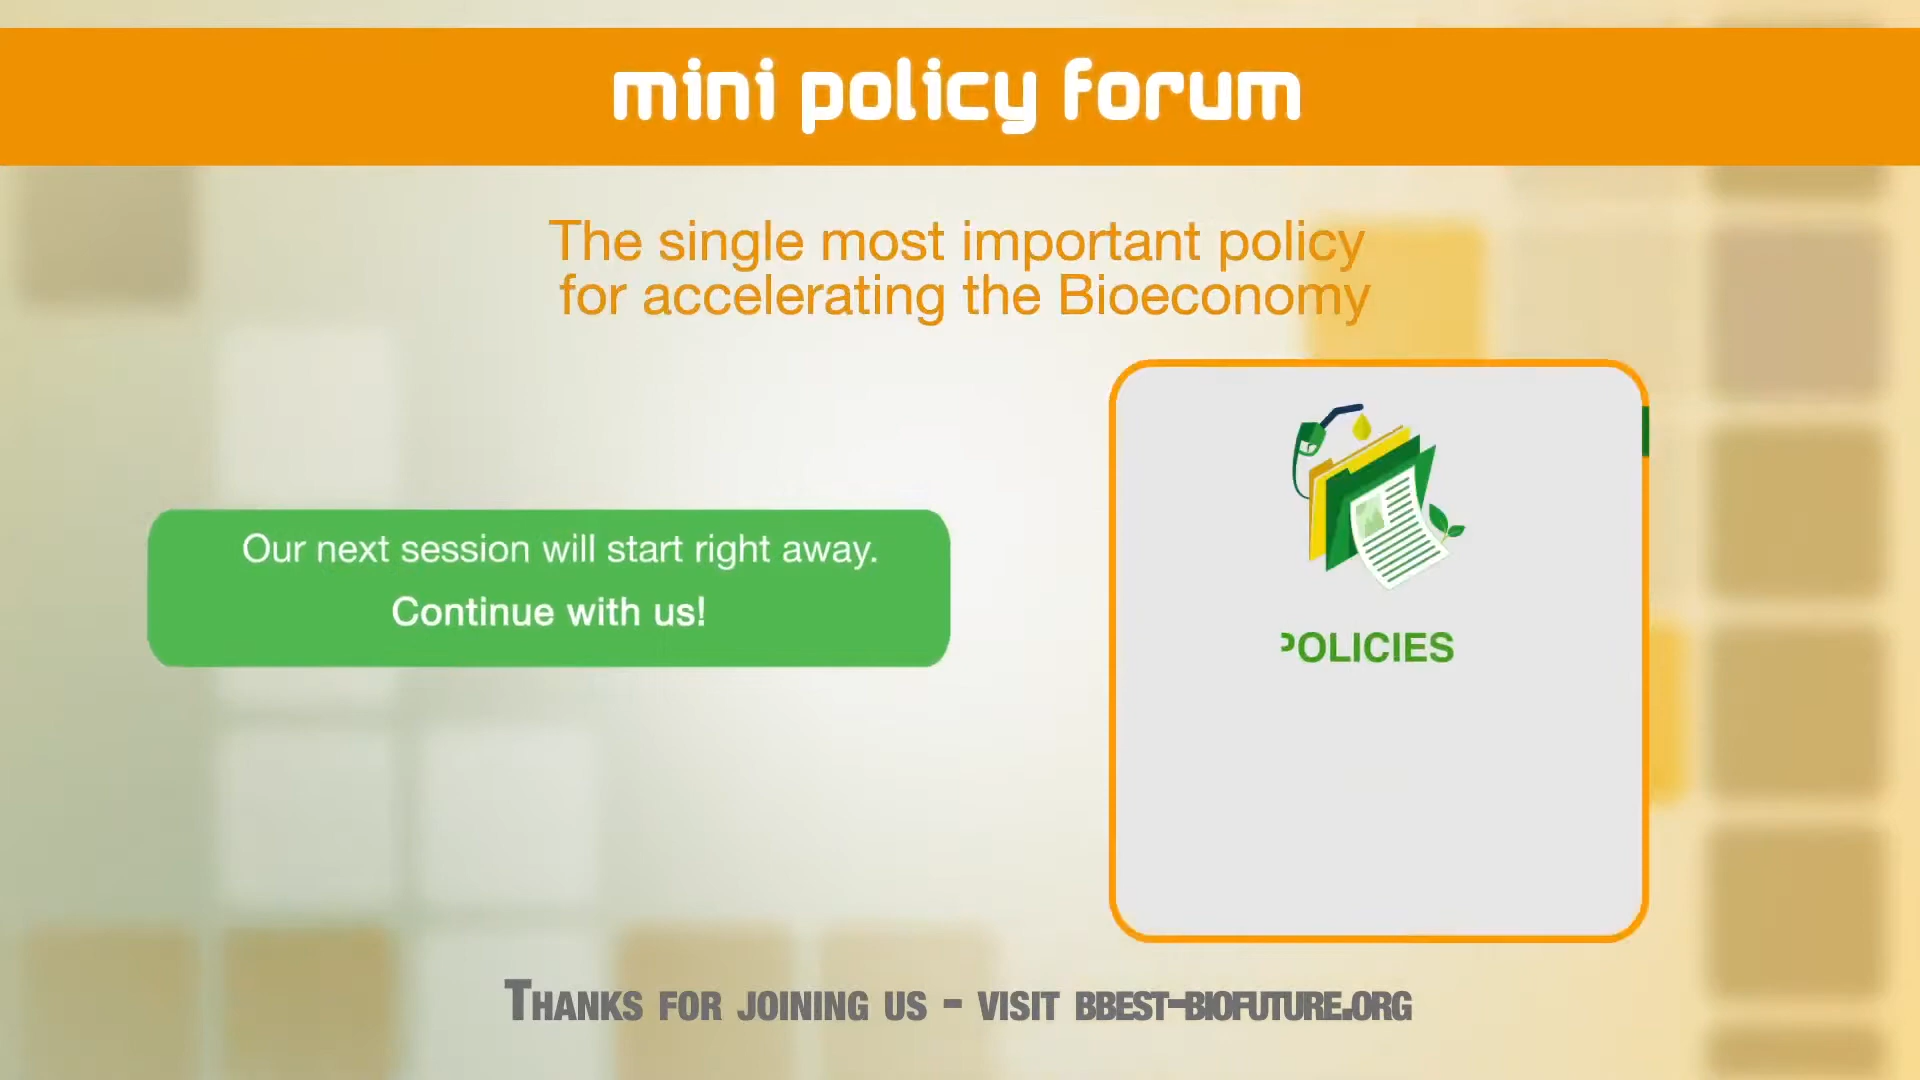 mini policy forum
The single most important policy
for accelerating the Bioeconomy
Our next session will start right away.
Continue with us!
POLICIES
THANKS FOR JOINING US - VISIT BBEST-BIOFUTURE.ORG